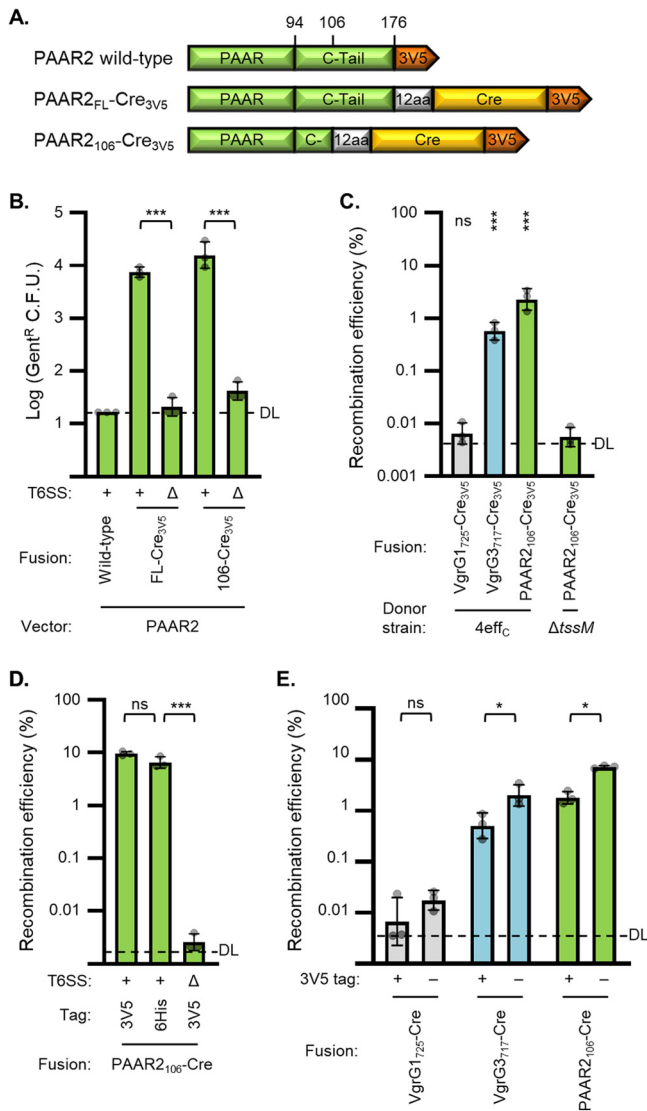 A.
94 106 176
PAAR2 wild-type PAAR C-Tail 3V5
PAAR2FL-Cre3V5 PAAR C-Tail 12aa Cre 3V5
PAAR2106-Cre3V5 PAAR C- 12aa Cre 3V5
B.
Log (GentR C.F.U.)
5
4
3
2
1
*** ***
DL
T6SS: + + Δ + Δ
Fusion: Wild-type FL-Cre3V5 106-Cre3V5
Vector: PAAR2
C.
Recombination efficiency (%)
100
10
1
0.1
0.01
0.001
ns *** ***
DL
Fusion: VgrG1725-Cre3V5 VgrG3717-Cre3V5 PAAR2106-Cre3V5 PAAR2106-Cre3V5
Donor
strain: 4effC ΔtssM
D.
Recombination efficiency (%)
100
10
1
0.1
0.01
ns ***
DL
T6SS: + + Δ
Tag: 3V5 6His 3V5
Fusion: PAAR2106-Cre
E.
Recombination efficiency (%)
100
10
1
0.1
0.01
ns * *
DL
3V5 tag: + – + – + –
Fusion: VgrG1725-Cre VgrG3717-Cre PAAR2106-Cre